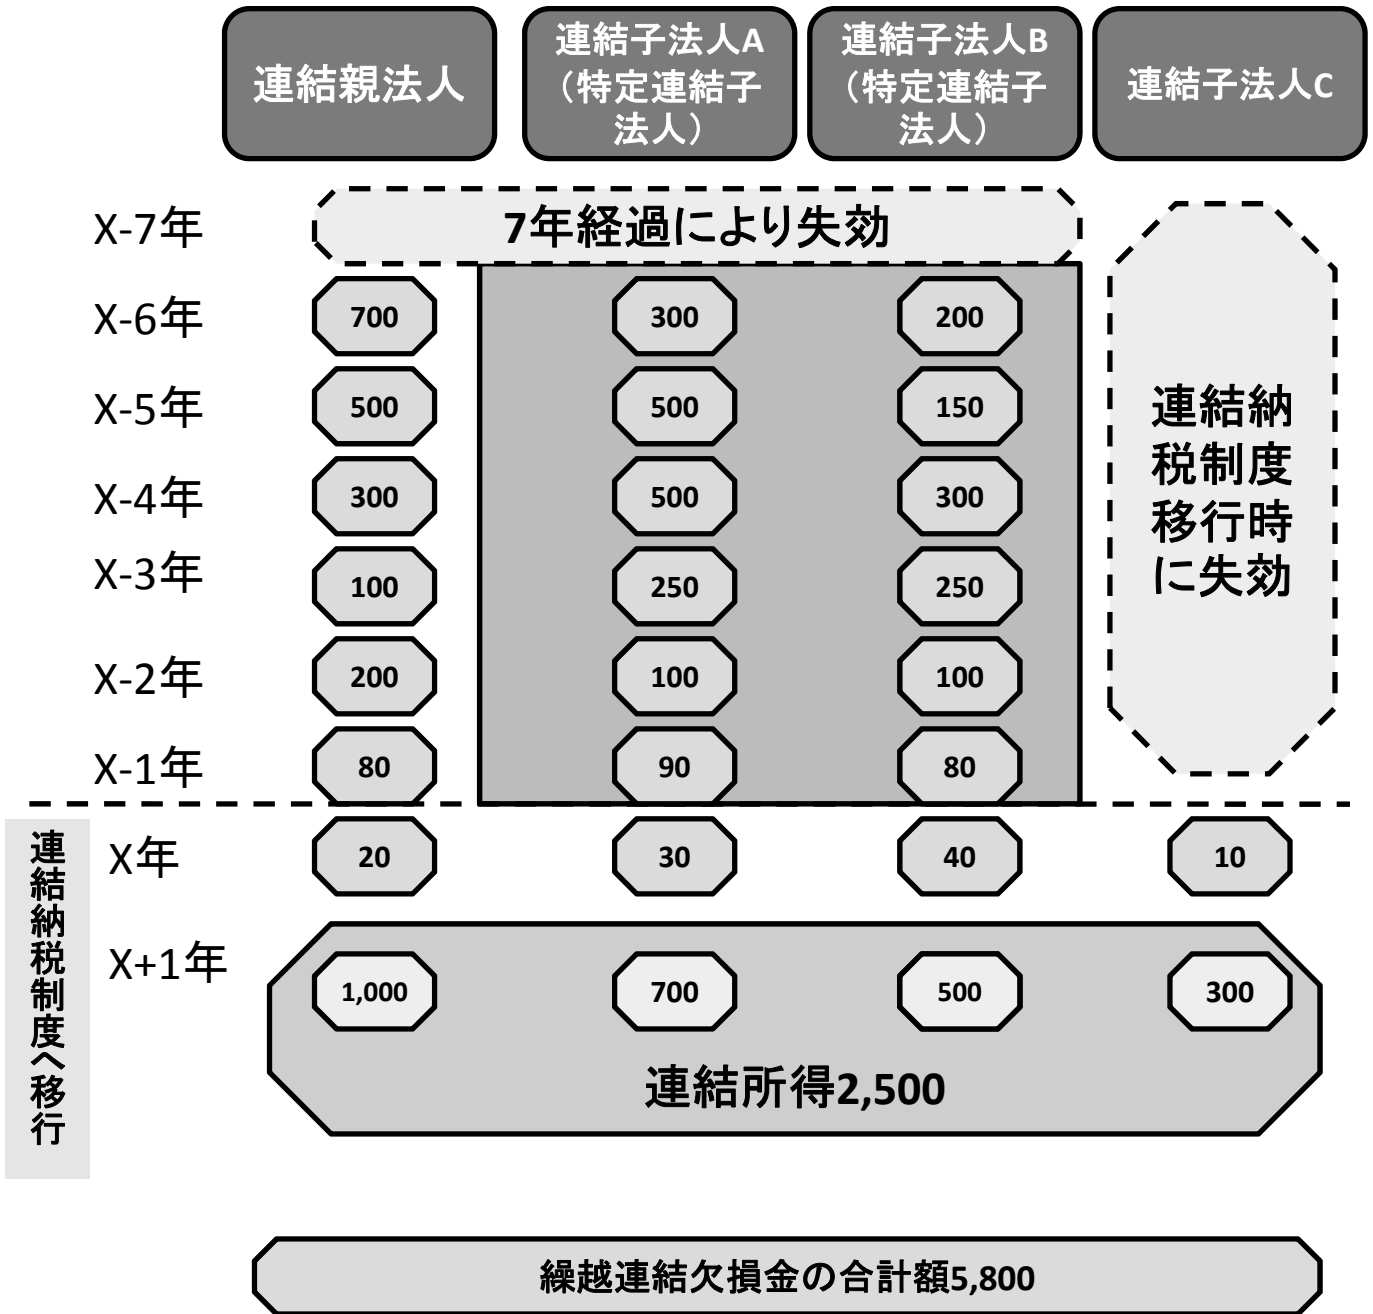 連結親法人
連結子法人A
（特定連結子
法人）
連結子法人B
（特定連結子
法人）
連結子法人C
X-7年
7年経過により失効
X-6年
700
300
200
X-5年
500
500
150
X-4年
300
500
300
X-3年
100
250
250
X-2年
200
100
100
X-1年
80
90
80
連結納
税制度
移行時
に失効
連結納税制度へ移行
X年
20
30
40
10
X+1年
1,000
700
500
300
連結所得2,500
繰越連結欠損金の合計額5,800